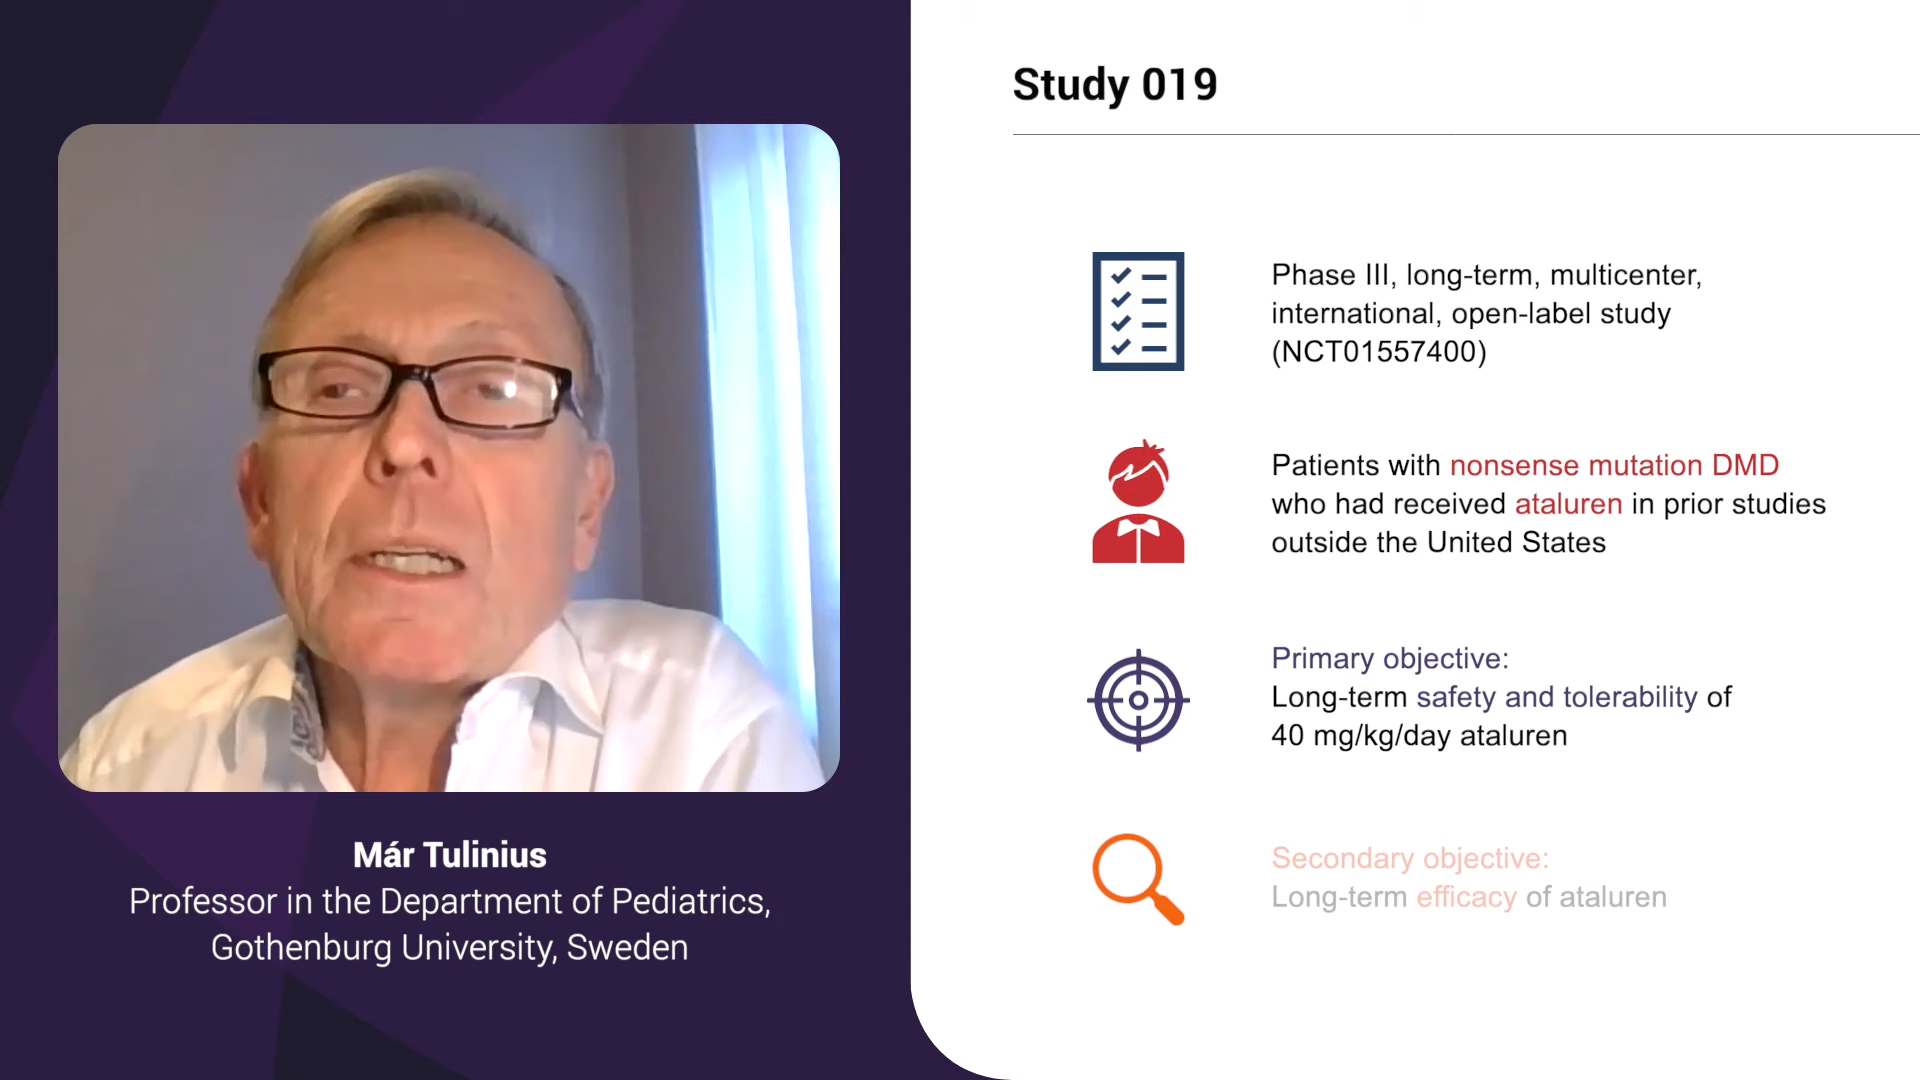 Study 019
Phase III, long-term, multicenter,
international, open-label study
(NCT01557400)
Patients with nonsense mutation DMD
who had received ataluren in prior studies
outside the United States
Primary objective:
Long-term safety and tolerability of
40 mg/kg/day ataluren
Secondary objective:
Long-term efficacy of ataluren
Már Tulinius
Professor in the Department of Pediatrics,
Gothenburg University, Sweden